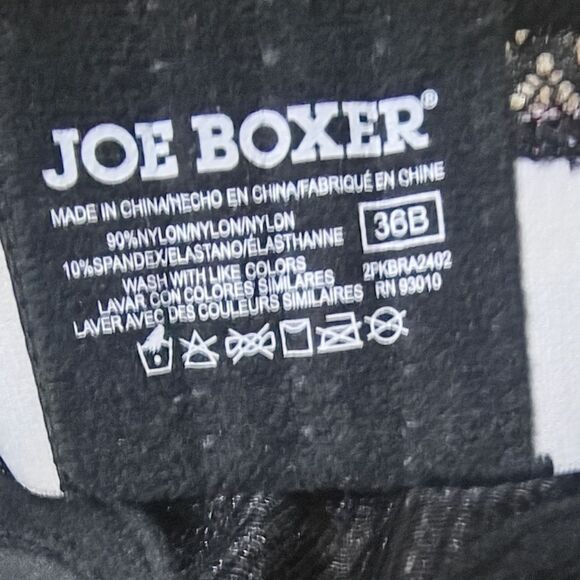 JOE BOXER®
MADE IN CHINA/HECHO EN CHINA/FABRIQUÉ EN CHINE
90%NYLON/NYLON/NYLON
10%SPANDEX/ELASTANO/ÉLASTHANNE
36B
WASH WITH LIKE COLORS
2PKBRA2402
LAVAR CON COLORES SIMILARES
RN 93010
LAVER AVEC DES COULEURS SIMILAIRES